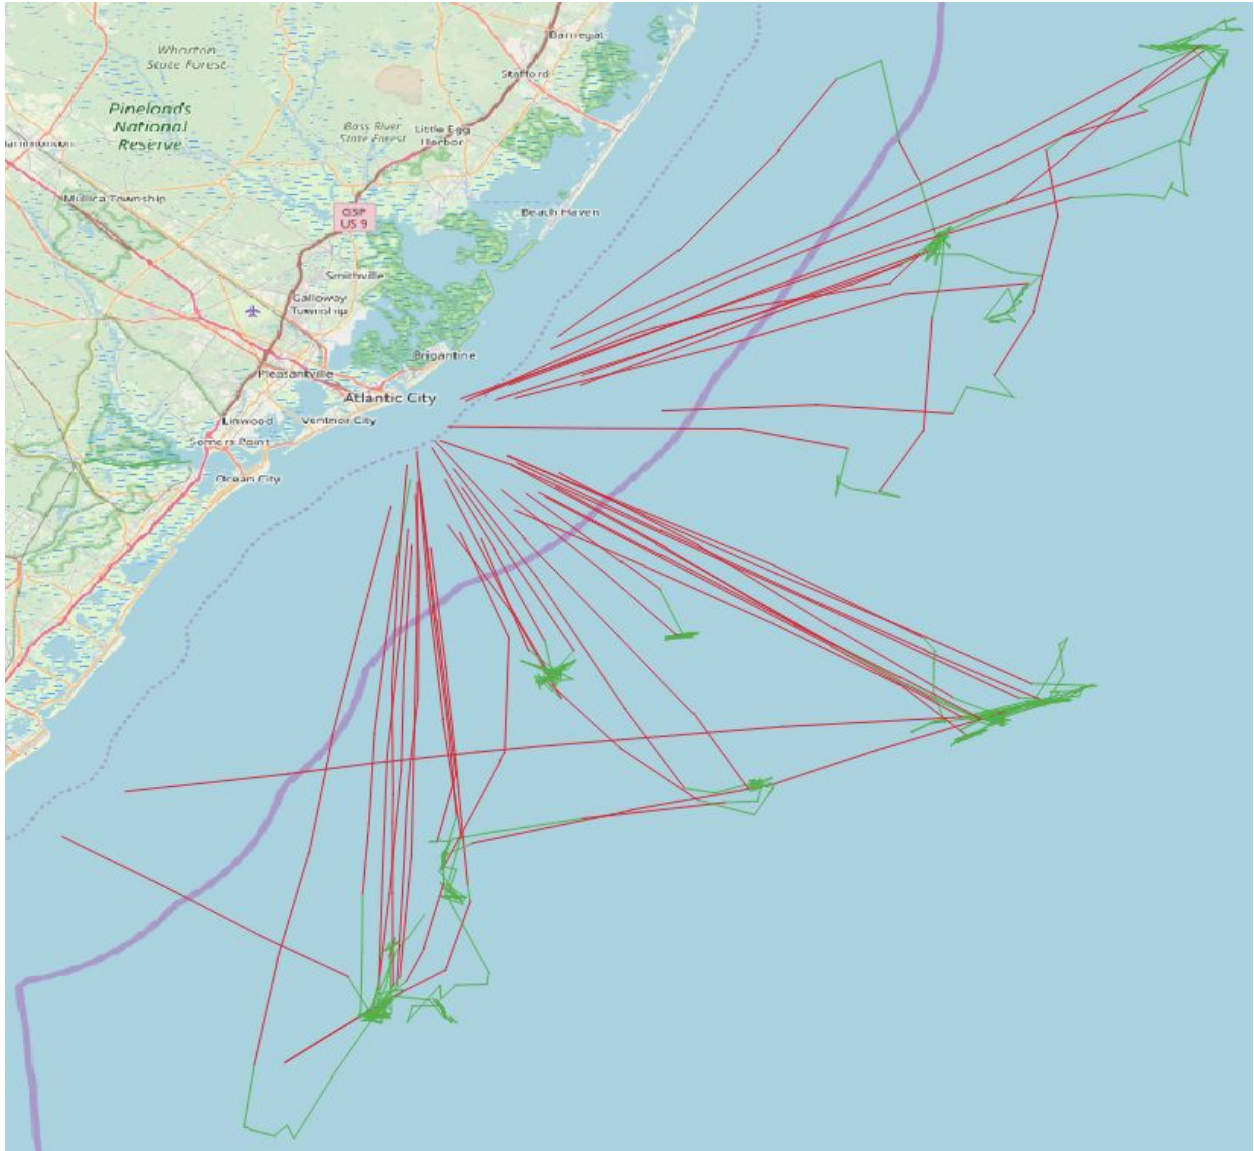 Barnegat
Wharton
State Forest
Stafford
Pinelands
National
Reserve
Bass River
State Forest
Little Egg
Harbor
Mullica Township
GSP
US 9
Beach Haven
Smithville
Galloway
Township
Brigantine
Pleasantville
Atlantic City
Linwood
Ventnor City
Somers Point
Ocean City